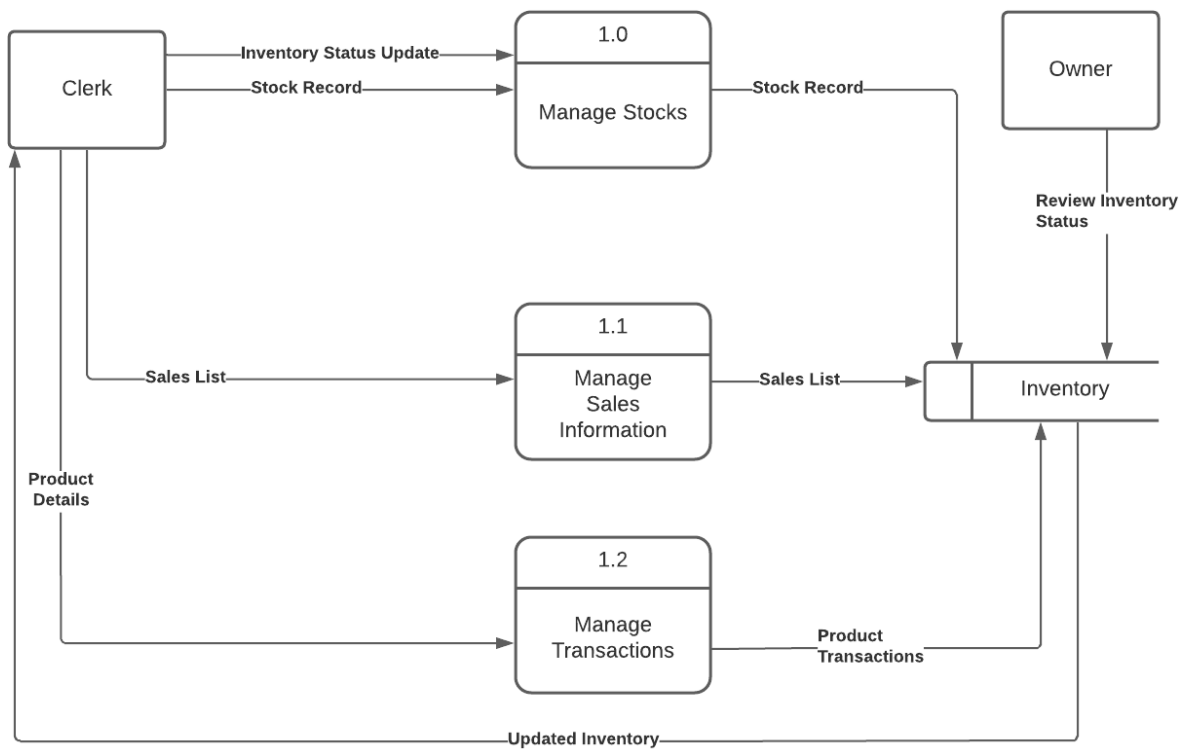 1.0
Owner
Clerk
Inventory Status Update
Stock Record
Manage Stocks
Stock Record
Review Inventory
Status
1.1
Manage
Sales
Information
Sales List
Sales List
Inventory
Product
Details
1.2
Manage
Transactions
Product
Transactions
Updated Inventory